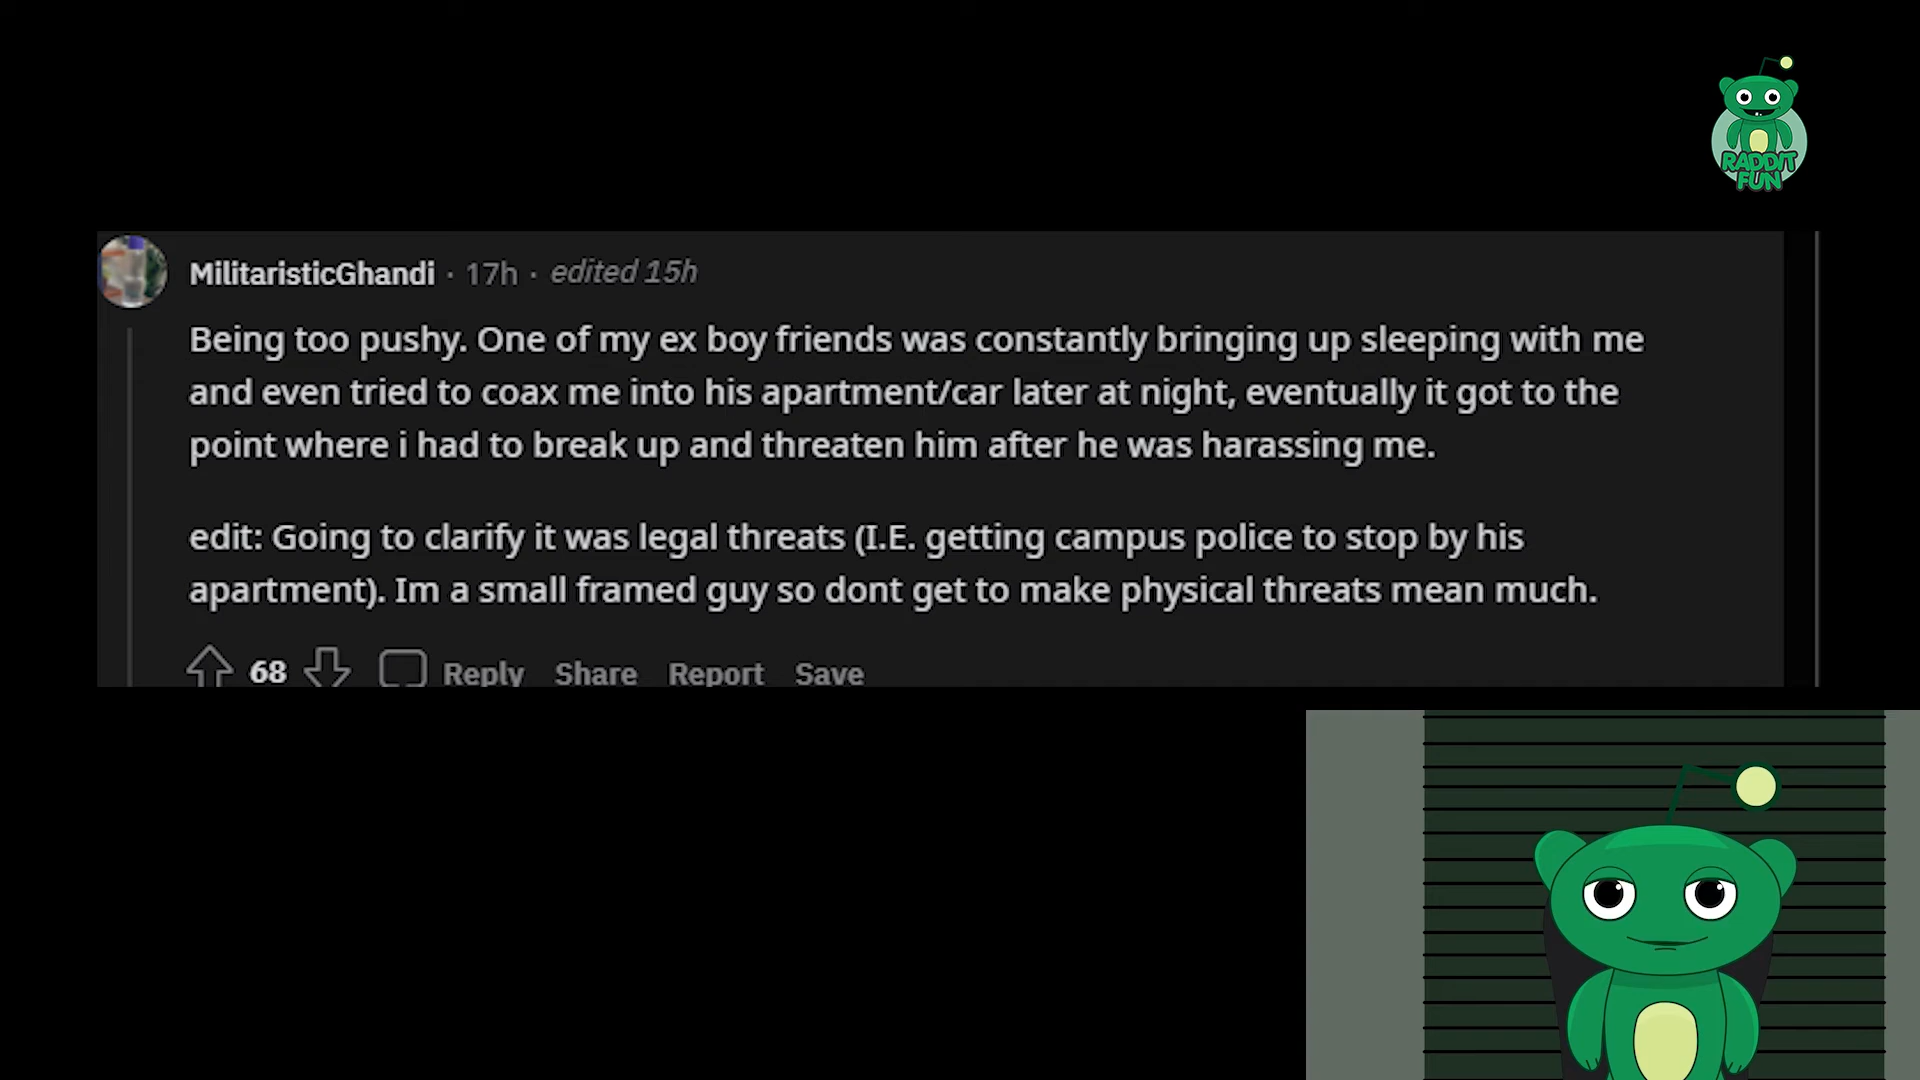 RADDIT
FUN
MilitaristicGhandi · 17h · edited 15h
Being too pushy. One of my ex boy friends was constantly bringing up sleeping with me
and even tried to coax me into his apartment/car later at night, eventually it got to the
point where i had to break up and threaten him after he was harassing me.
edit: Going to clarify it was legal threats (I.E. getting campus police to stop by his
apartment). Im a small framed guy so dont get to make physical threats mean much.
68 Reply Share Report Save